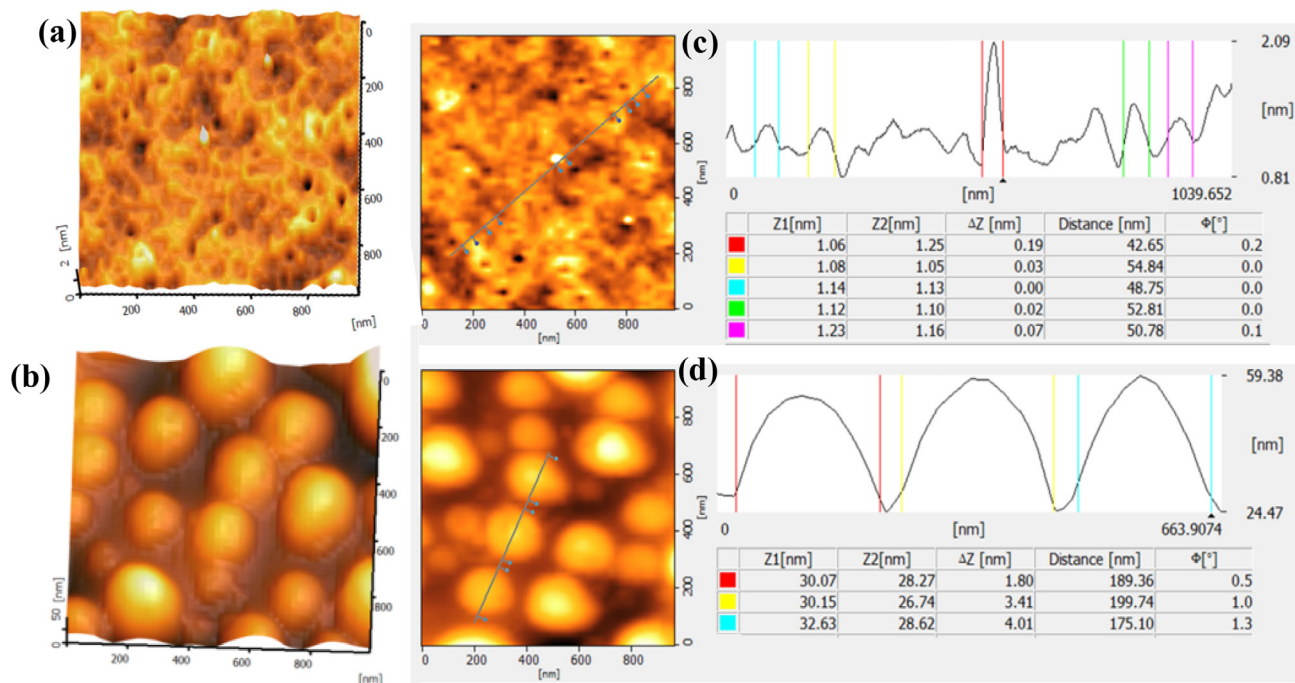 (a)
0
200
400
600
800
2 [nm]
0
200
400
600
800
[nm]
800
600
400
200
0
[nm]
0
200
400
600
800
[nm]
(c)
2.09
[nm]
0.81
0
[nm]
1039.652
Z1[nm] Z2[nm] ΔZ [nm] Distance [nm] Φ[°]
1.06 1.25 0.19 42.65 0.2
1.08 1.05 0.03 54.84 0.0
1.14 1.13 0.00 48.75 0.0
1.12 1.10 0.02 52.81 0.0
1.23 1.16 0.07 50.78 0.1
(b)
0
200
400
600
800
50 [nm]
0
200
400
600
800
[nm]
800
600
400
200
0
[nm]
0
200
400
600
800
[nm]
(d)
59.38
[nm]
24.47
0
[nm]
663.9074
Z1[nm] Z2[nm] ΔZ [nm] Distance [nm] Φ[°]
30.07 28.27 1.80 189.36 0.5
30.15 26.74 3.41 199.74 1.0
32.63 28.62 4.01 175.10 1.3